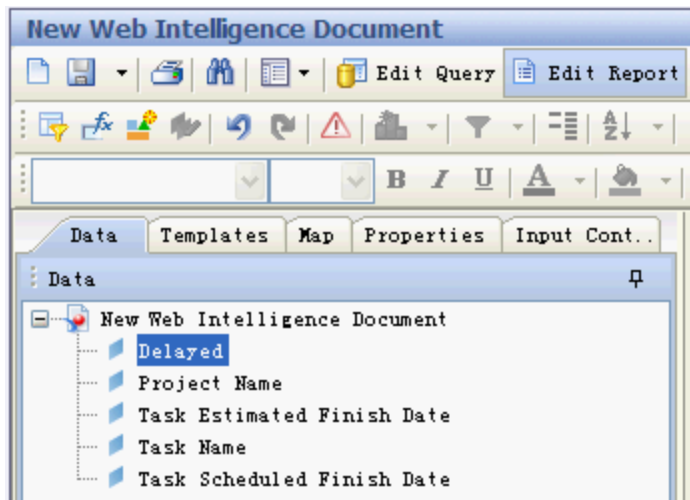 New Web Intelligence Document
Edit Query Edit Report
B I U A
Data Templates Map Properties Input Cont..
Data
New Web Intelligence Document
Delayed
Project Name
Task Estimated Finish Date
Task Name
Task Scheduled Finish Date